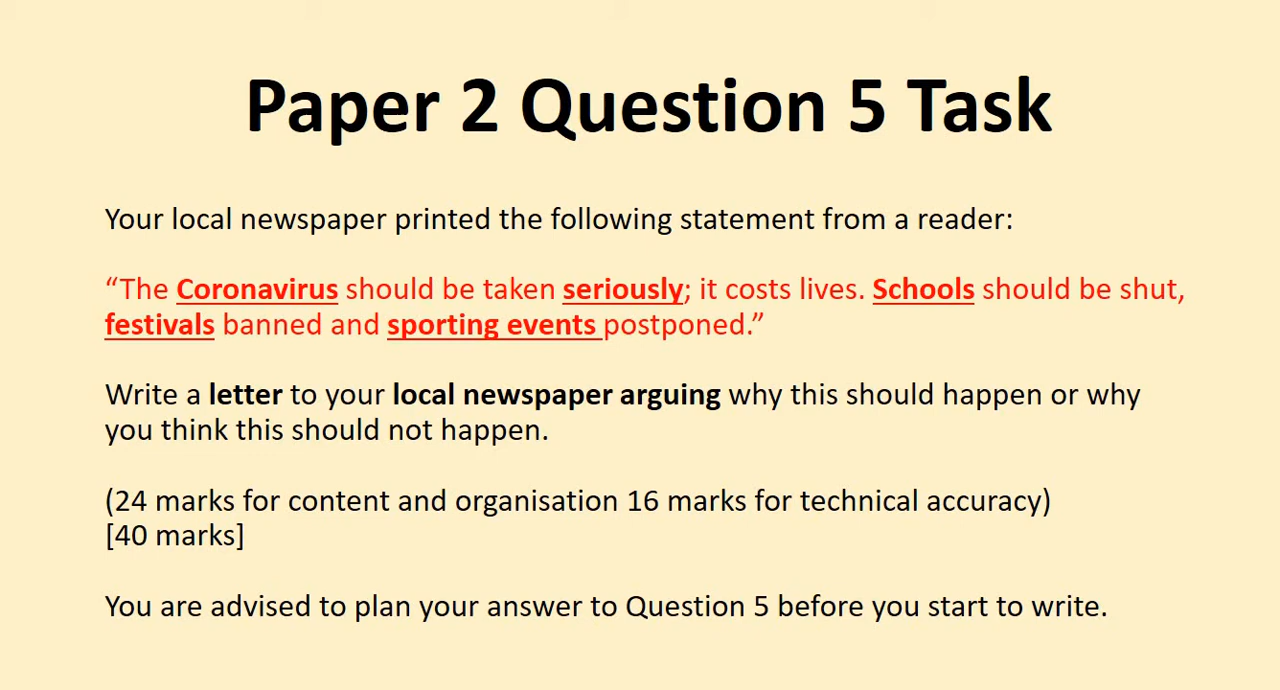 Paper 2 Question 5 Task
Your local newspaper printed the following statement from a reader:
“The Coronavirus should be taken seriously; it costs lives. Schools should be shut,
festivals banned and sporting events postponed.”
Write a letter to your local newspaper arguing why this should happen or why
you think this should not happen.
(24 marks for content and organisation 16 marks for technical accuracy)
[40 marks]
You are advised to plan your answer to Question 5 before you start to write.